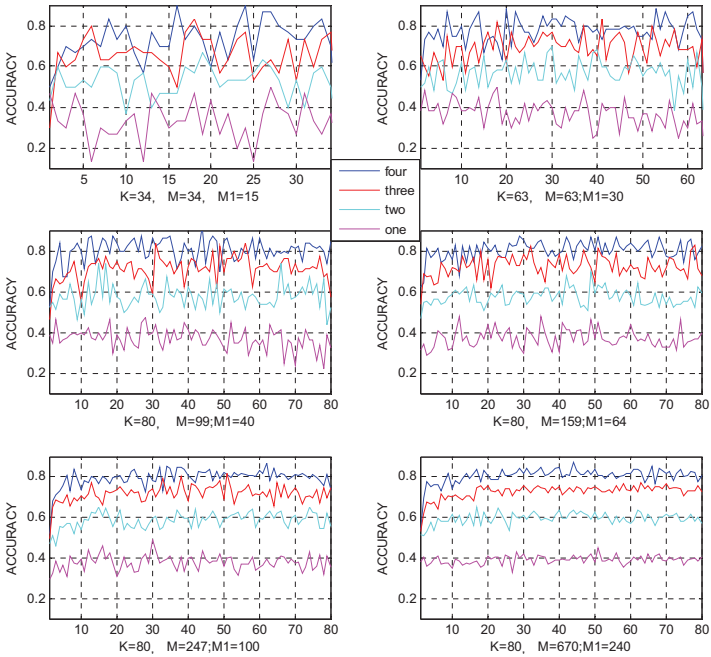 ACCURACY
0.8
0.6
0.4
0.2
5 10 15 20 25 30
K=34, M=34, M1=15
ACCURACY
0.8
0.6
0.4
0.2
10 20 30 40 50 60
K=63, M=63;M1=30
four
three
two
one
ACCURACY
0.8
0.6
0.4
0.2
10 20 30 40 50 60 70 80
K=80, M=99;M1=40
ACCURACY
0.8
0.6
0.4
0.2
10 20 30 40 50 60 70 80
K=80, M=159;M1=64
ACCURACY
0.8
0.6
0.4
0.2
10 20 30 40 50 60 70 80
K=80, M=247;M1=100
ACCURACY
0.8
0.6
0.4
0.2
10 20 30 40 50 60 70 80
K=80, M=670;M1=240